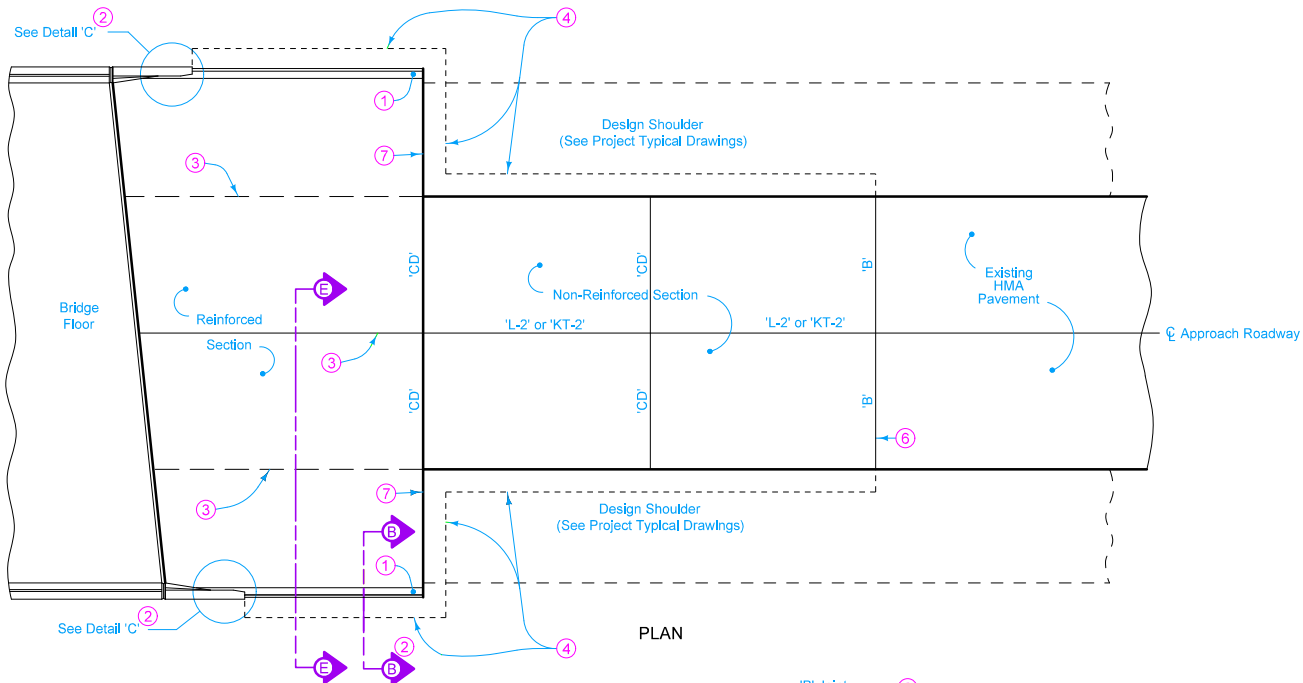 2
See Detail 'C'
4
1
Design Shoulder
(See Project Typical Drawings)
7
3
'CD'
'CD'
'B'
E
Existing
HMA
Pavement
Non-Reinforced Section
Bridge
Floor
Reinforced
'L-2' or 'KT-2'
'L-2' or 'KT-2'
℄ Approach Roadway
Section
3
'CD'
'CD'
'B'
6
7
3
Design Shoulder
(See Project Typical Drawings)
B
1
2
See Detail 'C'
2
4
PLAN
E
B